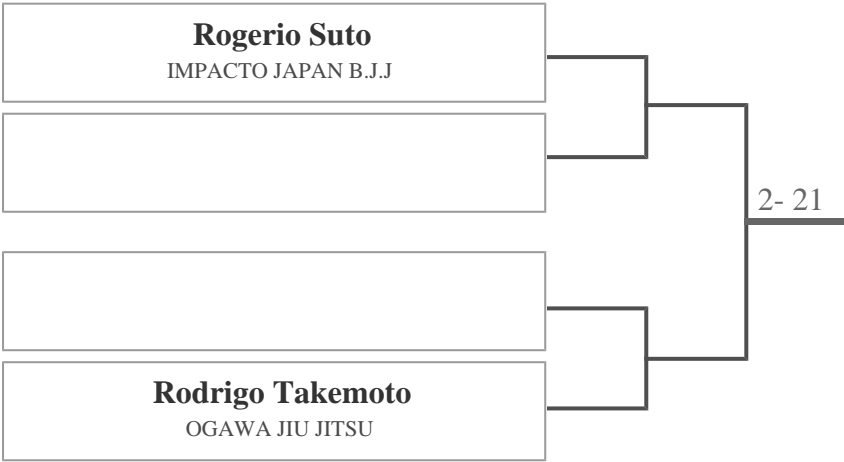 Rogerio Suto
IMPACTO JAPAN B.J.J
2- 21
Rodrigo Takemoto
OGAWA JIU JITSU